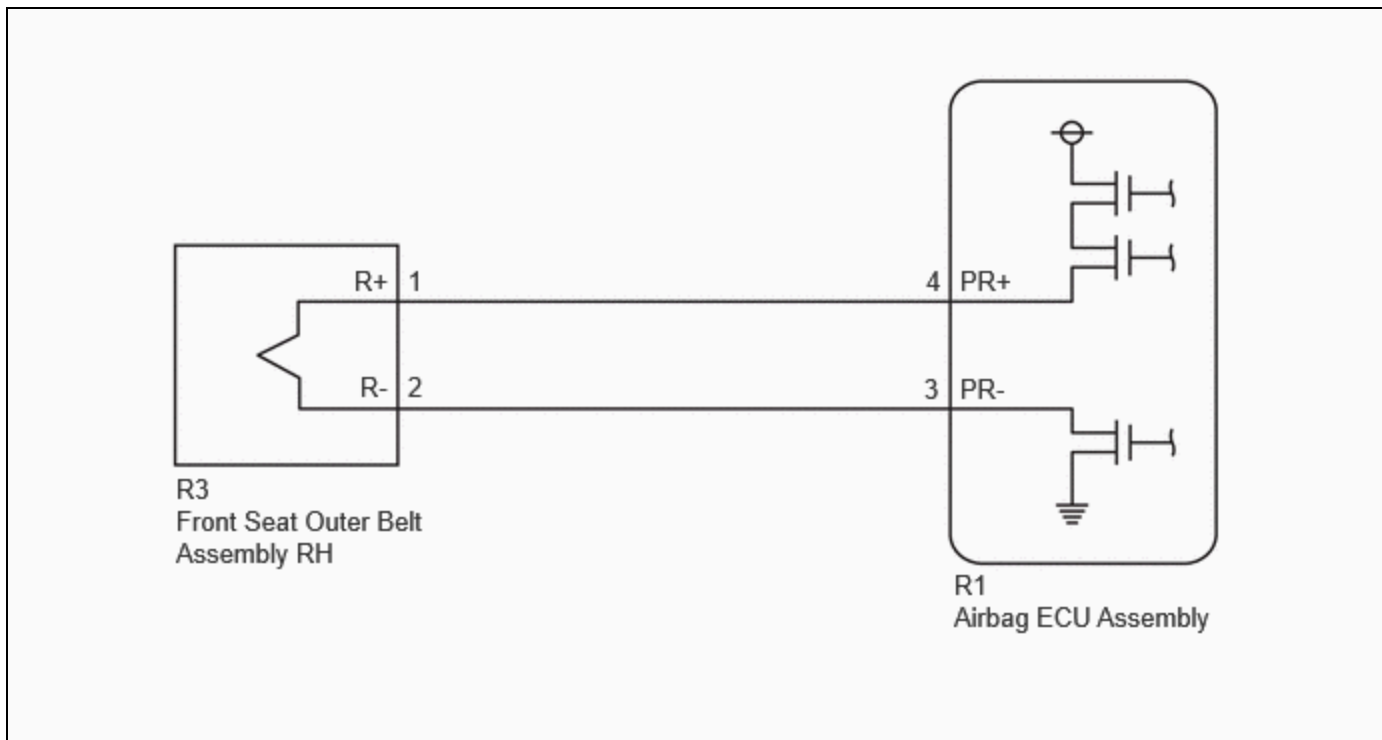 R+ 1
4 PR+
R- 2
3 PR-
R3
Front Seat Outer Belt
Assembly RH
R1
Airbag ECU Assembly